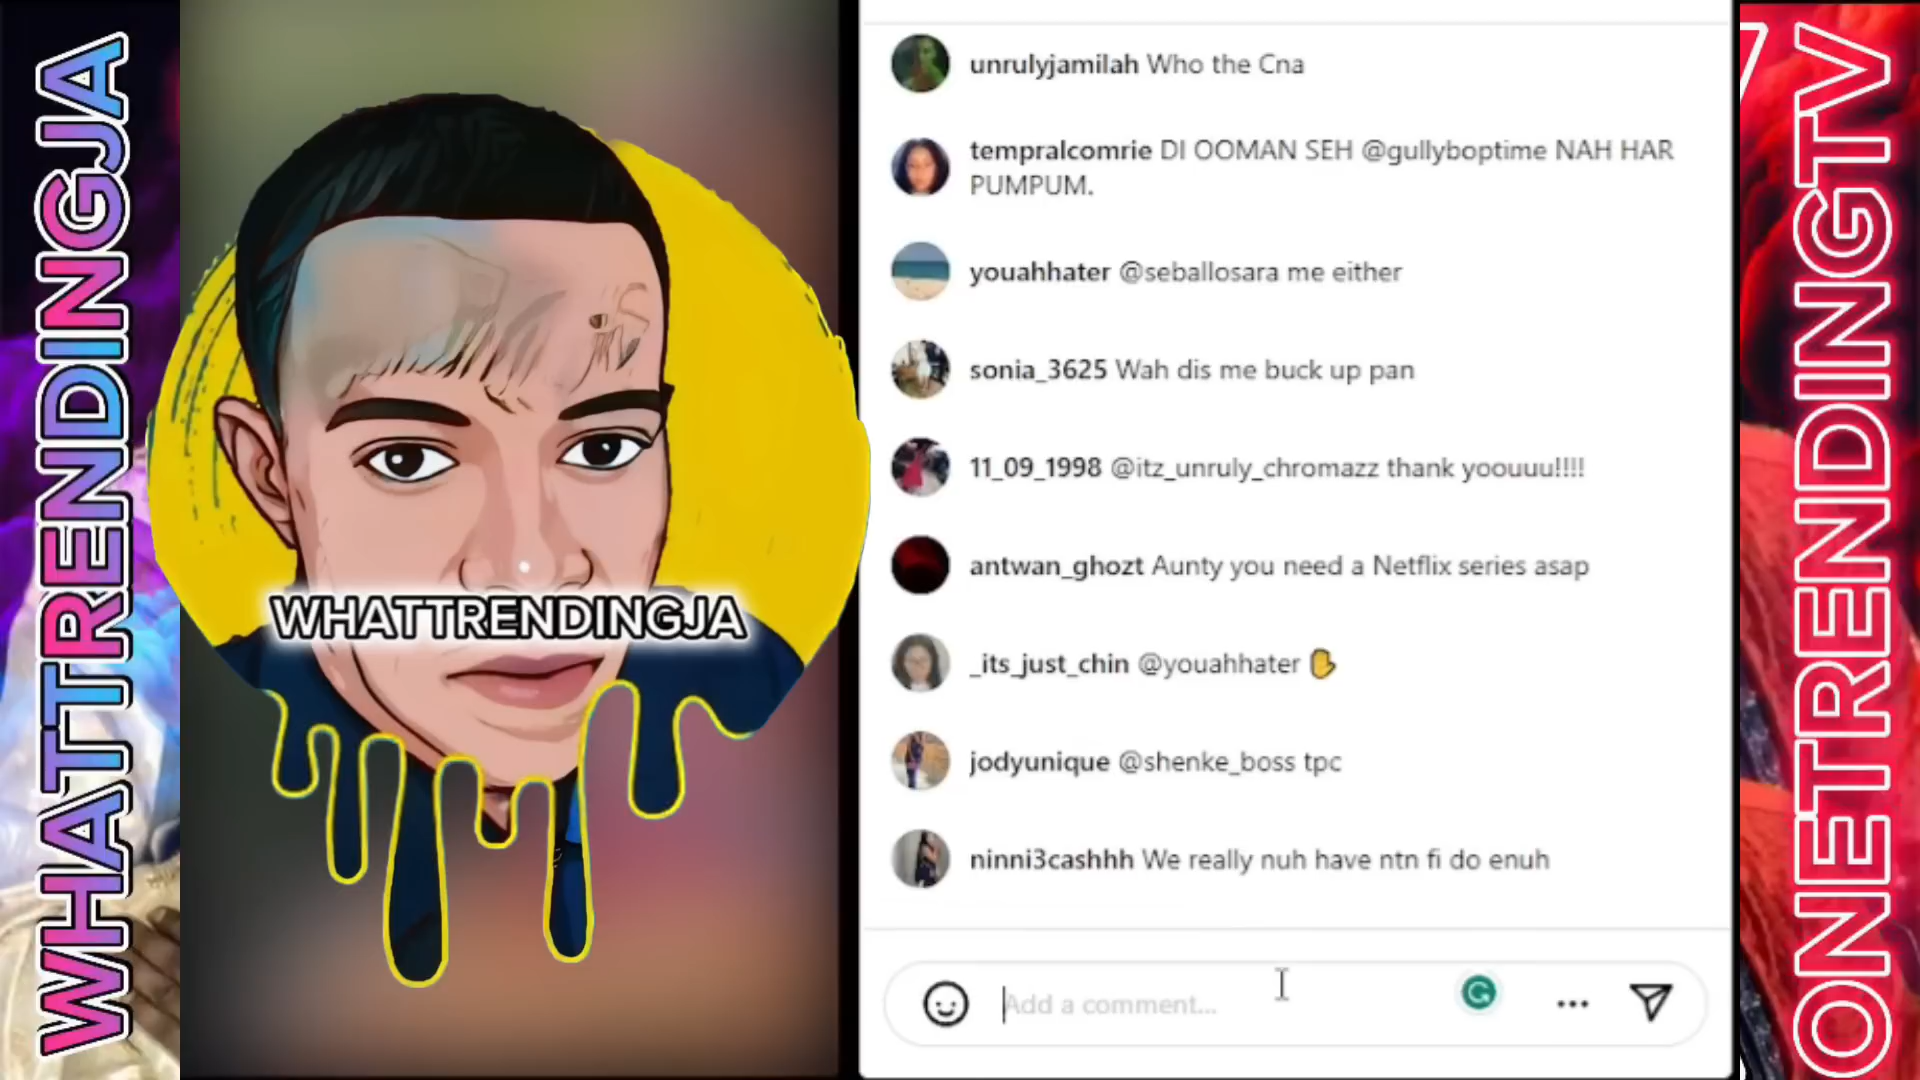 WHATTRENDINGJA
WHATTRENDINGJA
unrulyjamilah Who the Cna
tempralcomrie DI OOMAN SEH @gullyboptime NAH HAR
PUMPUM.
youahhater @seballosara me either
sonia_3625 Wah dis me buck up pan
11_09_1998 @itz_unruly_chromazz thank yoouuu!!!!
antwan_ghozt Aunty you need a Netflix series asap
_its_just_chin @youahhater ✋
jodyunique @shenke_boss tpc
ninni3cashhh We really nuh have ntn fi do enuh
Add a comment...
ONETRENDINGTV